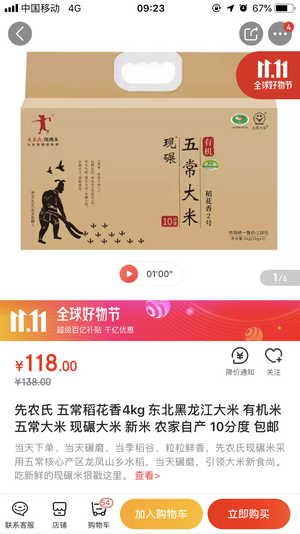 中国移动 4G 09:23 67%
4
11.11
全球好物节
先农氏 现碾米
有机
五常大米
现碾
稻花香2号
10分度
01'00"
1/5
11.11 全球好物节
超级百亿补贴 千亿优惠
¥118.00
¥138.00
降价通知
关注
先农氏 五常稻花香4kg 东北黑龙江大米 有机米
五常大米 现碾大米 新米 农家自产 10分度 包邮
当天下单、当天碾磨、当季稻谷、粒粒鲜香，先农氏现碾米采
用五常核心产区龙凤山乡水稻，当天碾磨，引领大米新食尚。
吃新鲜的现碾米狠戳这里。 查看>
64
联系客服
店铺
购物车
加入购物车
立即购买